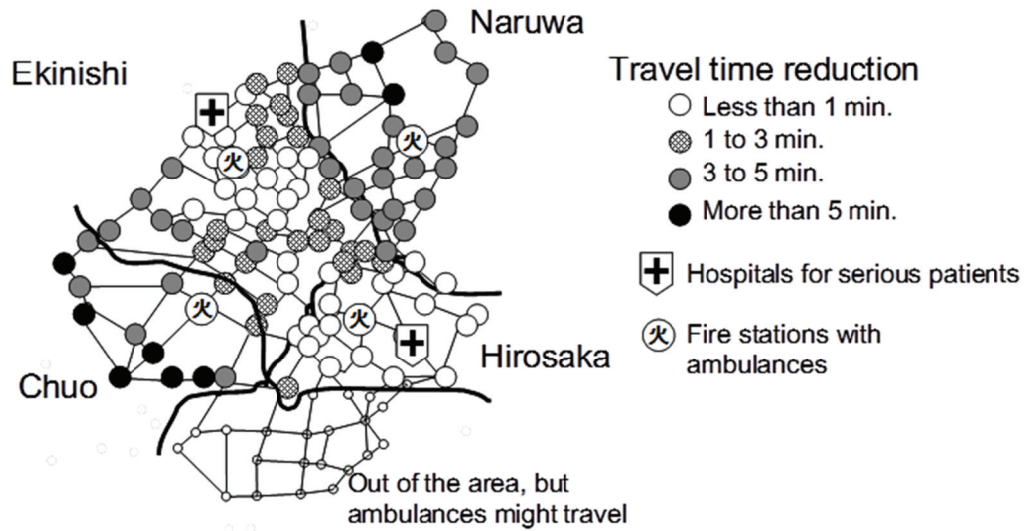 Naruwa
Ekinishi
火
火
火
火
Hirosaka
Chuo
Out of the area, but
ambulances might travel
Travel time reduction
Less than 1 min.
1 to 3 min.
3 to 5 min.
More than 5 min.
Hospitals for serious patients
火
Fire stations with
ambulances